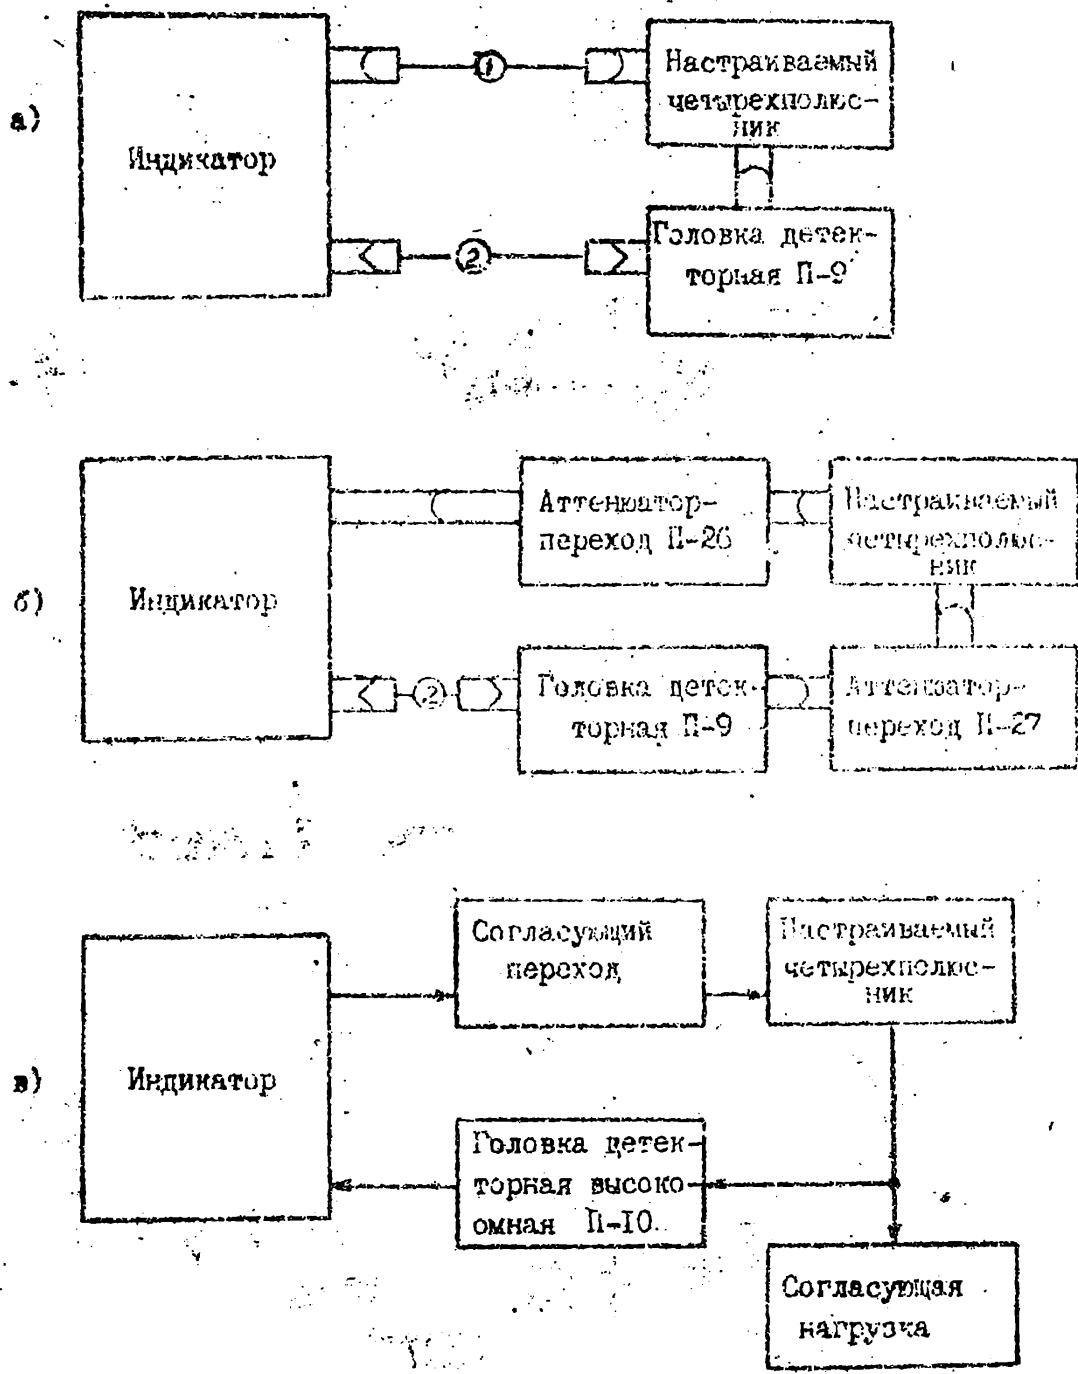 а)
Индикатор
1
Настраиваемый
четырехполюс-
ник
2
Головка детек-
торная П-9
б)
Индикатор
Аттенюатор-
переход П-26
Настраиваемый
четырехполюс-
ник
2
Головка детек-
торная П-9
Аттенюатор-
переход П-27
в)
Индикатор
Согласующий
переход
Настраиваемый
четырехполюс-
ник
Головка детек-
торная высоко
омная П-10
Согласующая
нагрузка